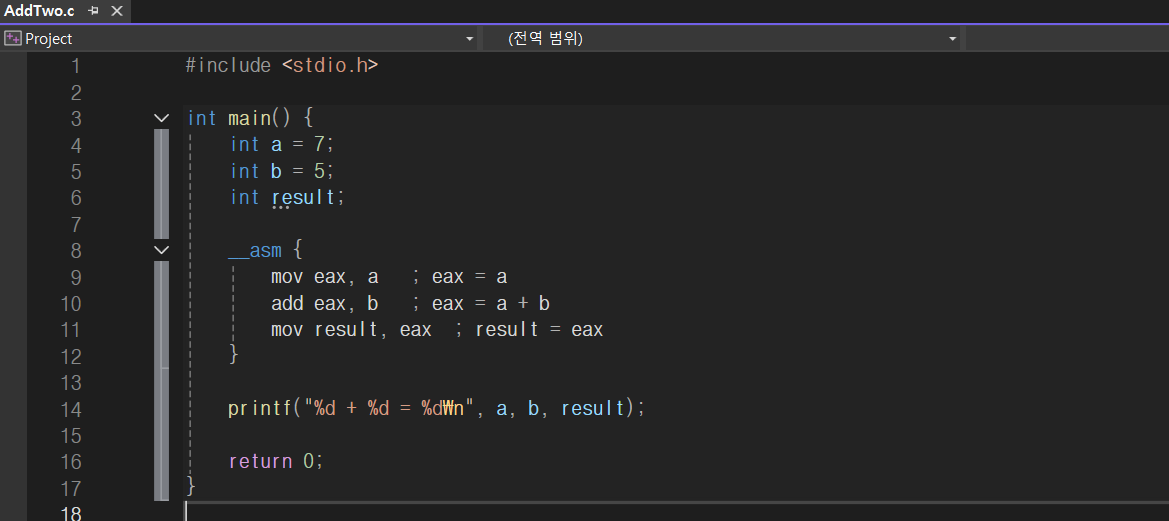 AddTwo.c
Project (전역 범위)
1 #include <stdio.h>
2
3 int main() {
4 int a = 7;
5 int b = 5;
6 int result;
7
8 __asm {
9 mov eax, a ; eax = a
10 add eax, b ; eax = a + b
11 mov result, eax ; result = eax
12 }
13
14 printf("%d + %d = %d₩n", a, b, result);
15
16 return 0;
17 }
18